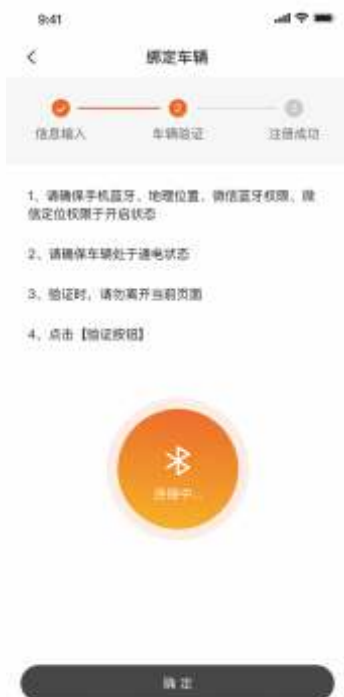 9:41
绑定车辆
2
3
信息输入
车辆验证
注册成功
1、请确保手机蓝牙、地理位置、微信蓝牙权限、微
信定位权限于开启状态
2、请确保车辆处于通电状态
3、验证时，请勿离开当前页面
4、点击【验证按钮】
连接中...
确定